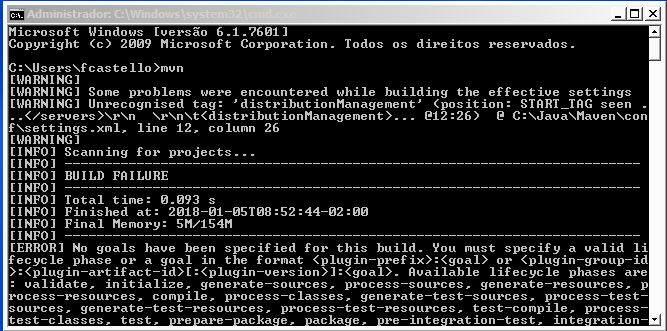 Administrador: C:\Windows\system32\cmd.exe
Microsoft Windows [versão 6.1.7601]
Copyright (c) 2009 Microsoft Corporation. Todos os direitos reservados.
C:\Users\fcastello>mvn
[WARNING]
[WARNING] Some problems were encountered while building the effective settings
[WARNING] Unrecognised tag: 'distributionManagement' (position: START_TAG seen .
..</servers>\r\n  \r\n\t<distributionManagement>... @12:26)  @ C:\Java\Maven\con
f\settings.xml, line 12, column 26
[WARNING]
[INFO] Scanning for projects...
[INFO] ------------------------------------------------------------------------
[INFO] BUILD FAILURE
[INFO] ------------------------------------------------------------------------
[INFO] Total time: 0.093 s
[INFO] Finished at: 2018-01-05T08:52:44-02:00
[INFO] Final Memory: 5M/154M
[INFO] ------------------------------------------------------------------------
[ERROR] No goals have been specified for this build. You must specify a valid li
fecycle phase or a goal in the format <plugin-prefix>:<goal> or <plugin-group-id
>:<plugin-artifact-id>[:<plugin-version>]:<goal>. Available lifecycle phases are
: validate, initialize, generate-sources, process-sources, generate-resources, p
rocess-resources, compile, process-classes, generate-test-sources, process-test-
sources, generate-test-resources, process-test-resources, test-compile, process-
test-classes, test, prepare-package, package, pre-integration-test, integration-